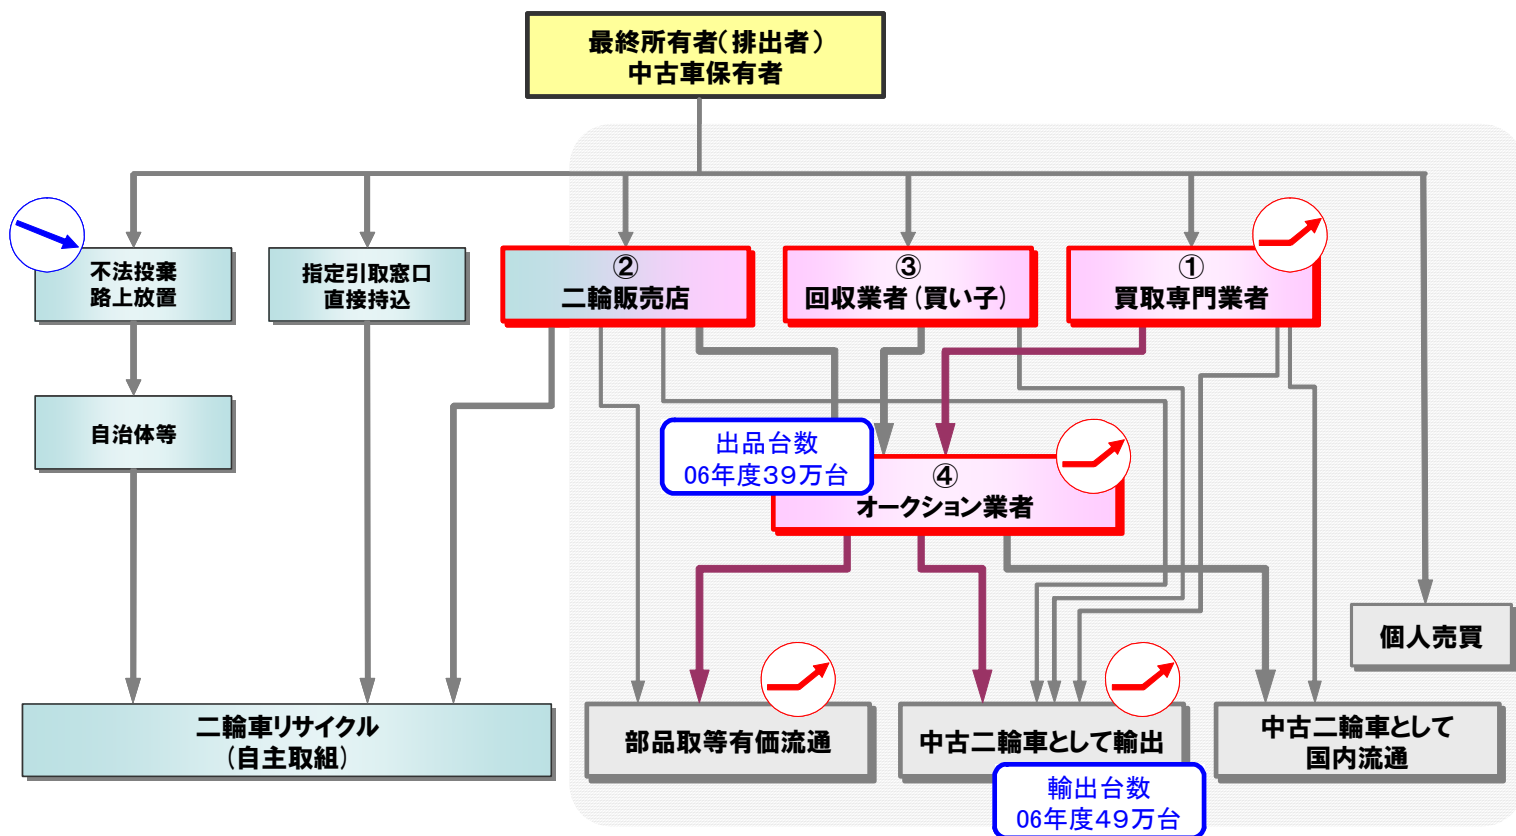 最終所有者（排出者）
中古車保有者
不法投棄
路上放置
指定引取窓口
直接持込
②
二輪販売店
③
回収業者（買い子）
①
買取専門業者
自治体等
出品台数
06年度３９万台
④
オークション業者
個人売買
二輪車リサイクル
（自主取組）
部品取等有価流通
中古二輪車として輸出
中古二輪車として
国内流通
輸出台数
06年度４９万台